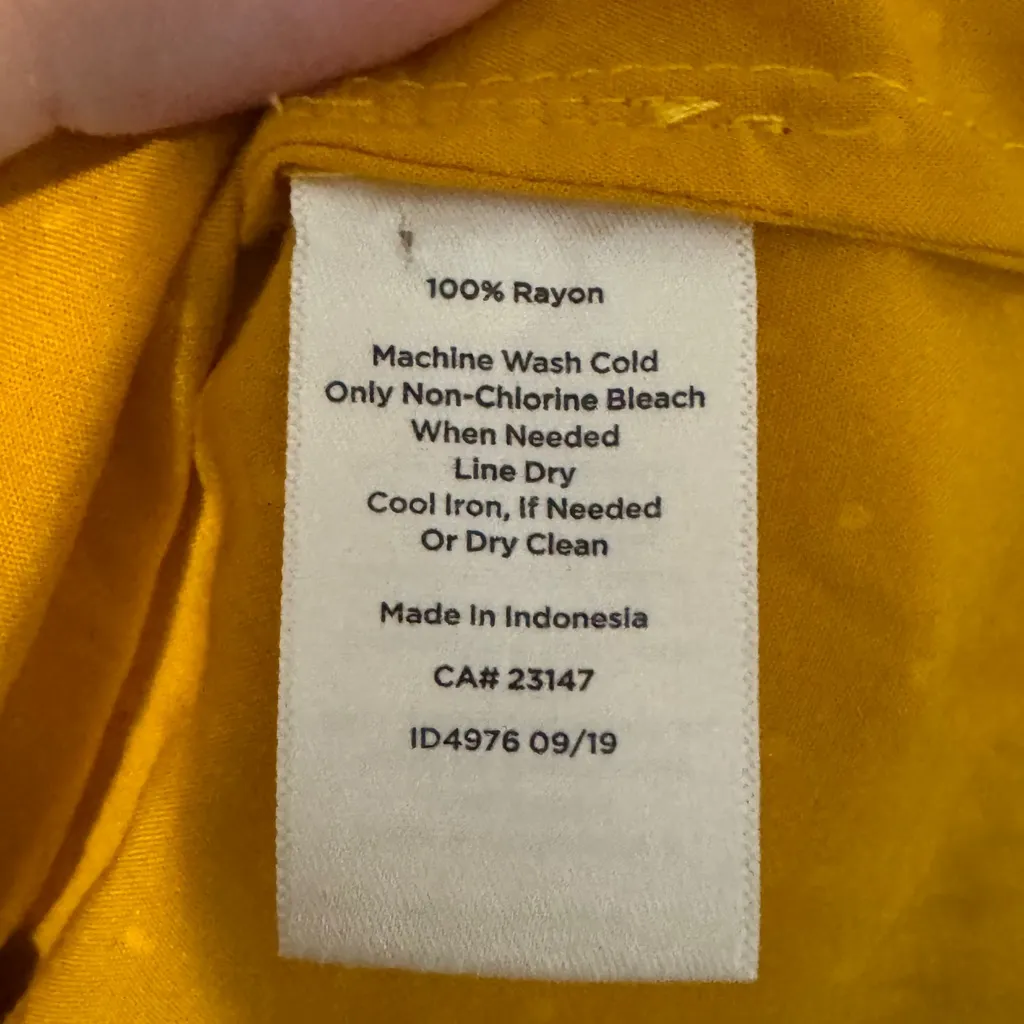 100% Rayon
Machine Wash Cold
Only Non-Chlorine Bleach
When Needed
Line Dry
Cool Iron, If Needed
Or Dry Clean
Made In Indonesia
CA# 23147
ID4976 09/19